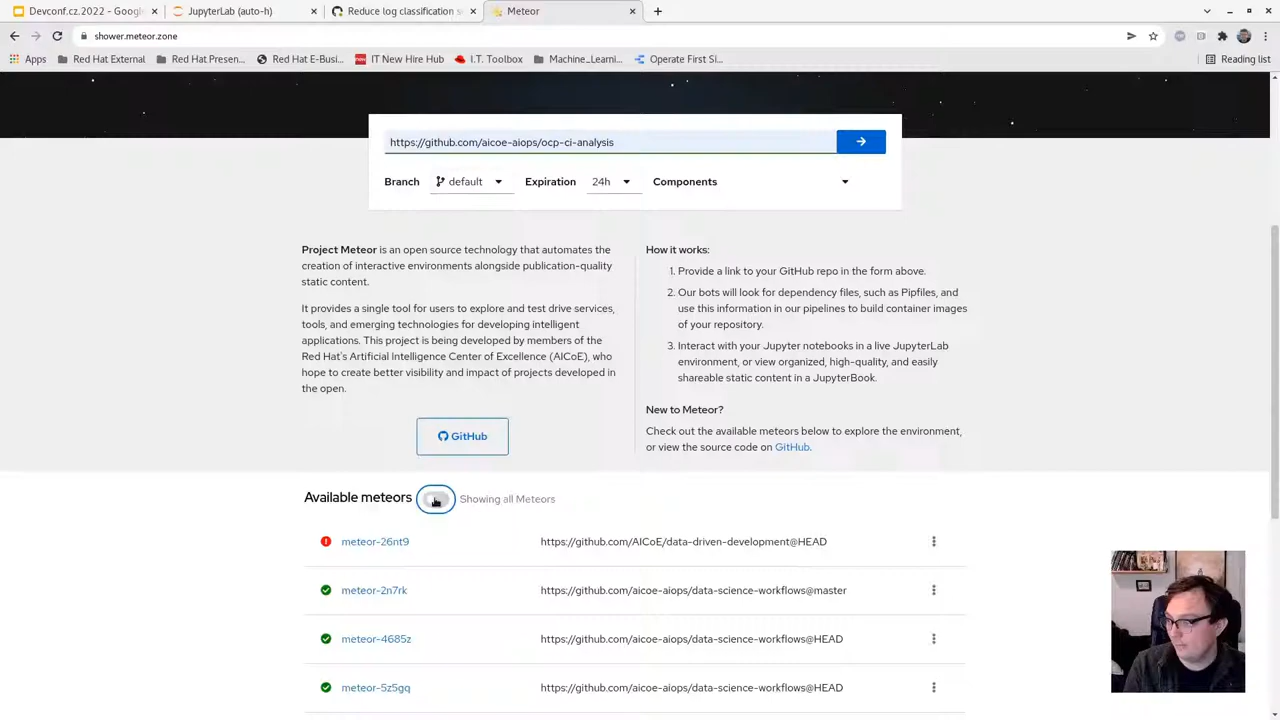 Devconf.cz.2022 - Google
JupyterLab (auto-h)
Reduce log classification s
Meteor
shower.meteor.zone
Apps
Red Hat External
Red Hat Presen...
Red Hat E-Busi...
IT New Hire Hub
I.T. Toolbox
Machine_Learni...
Operate First Si...
Reading list
https://github.com/aicoe-aiops/ocp-ci-analysis
Branch default Expiration 24h Components
Project Meteor is an open source technology that automates the
creation of interactive environments alongside publication-quality
static content.
It provides a single tool for users to explore and test drive services,
tools, and emerging technologies for developing intelligent
applications. This project is being developed by members of the
Red Hat's Artificial Intelligence Center of Excellence (AICoE), who
hope to create better visibility and impact of projects developed in
the open.
GitHub
How it works:
1. Provide a link to your GitHub repo in the form above.
2. Our bots will look for dependency files, such as Pipfiles, and
use this information in our pipelines to build container images
of your repository.
3. Interact with your Jupyter notebooks in a live JupyterLab
environment, or view organized, high-quality, and easily
shareable static content in a JupyterBook.
New to Meteor?
Check out the available meteors below to explore the environment,
or view the source code on GitHub.
Available meteors Showing all Meteors
meteor-26nt9 https://github.com/AICoE/data-driven-development@HEAD
meteor-2n7rk https://github.com/aicoe-aiops/data-science-workflows@master
meteor-4685z https://github.com/aicoe-aiops/data-science-workflows@HEAD
meteor-5z5gq https://github.com/aicoe-aiops/data-science-workflows@HEAD